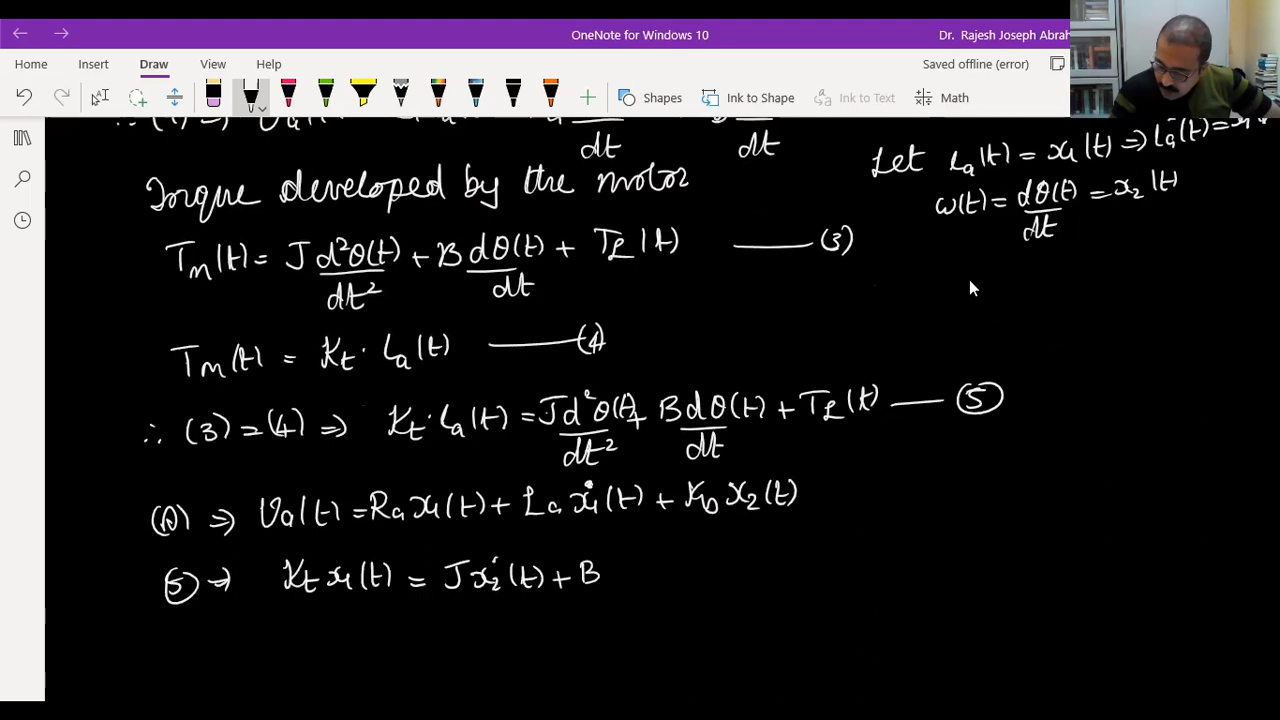 OneNote for Windows 10
Dr. Rajesh Joseph Abrah
Home Insert Draw View Help
Saved offline (error)
Shapes Ink to Shape Ink to Text Math
dt dt
Let ia(t) = x1(t) ⇒
ω(t) = dθ(t)/dt = x2(t)
Torque developed by the motor
Tm(t) = J d²θ(t)/dt² + B dθ(t)/dt + TL(t) —— (3)
Tm(t) = Kt · ia(t) —— (4)
∴ (3) = (4) ⇒ Kt · ia(t) = J d²θ(t)/dt² + B dθ(t)/dt + TL(t) —— (5)
⇒ Va(t) = Ra x1(t) + La ẋ1(t) + Kb x2(t)
(5) ⇒ Kt x1(t) = J ẋ2(t) + B